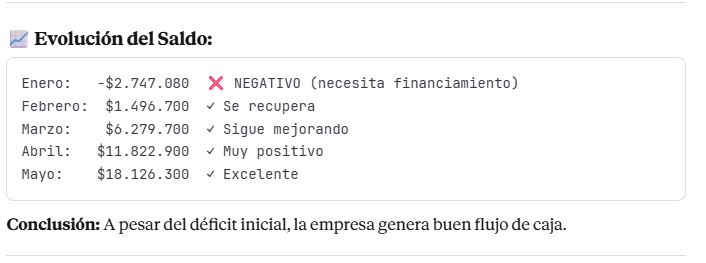 📈 Evolución del Saldo:
Enero:   -$2.747.080  ❌ NEGATIVO (necesita financiamiento)
Febrero:  $1.496.700  ✓ Se recupera
Marzo:    $6.279.700  ✓ Sigue mejorando
Abril:   $11.822.900  ✓ Muy positivo
Mayo:    $18.126.300  ✓ Excelente
Conclusión: A pesar del déficit inicial, la empresa genera buen flujo de caja.